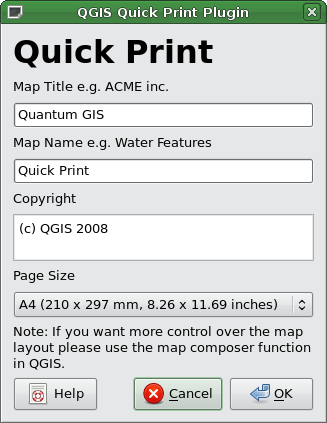 QGIS Quick Print Plugin
Quick Print
Map Title e.g. ACME inc.
Quantum GIS
Map Name e.g. Water Features
Quick Print
Copyright
(c) QGIS 2008
Page Size
A4 (210 x 297 mm, 8.26 x 11.69 inches)
Note: If you want more control over the map
layout please use the map composer function
in QGIS.
Help Cancel OK